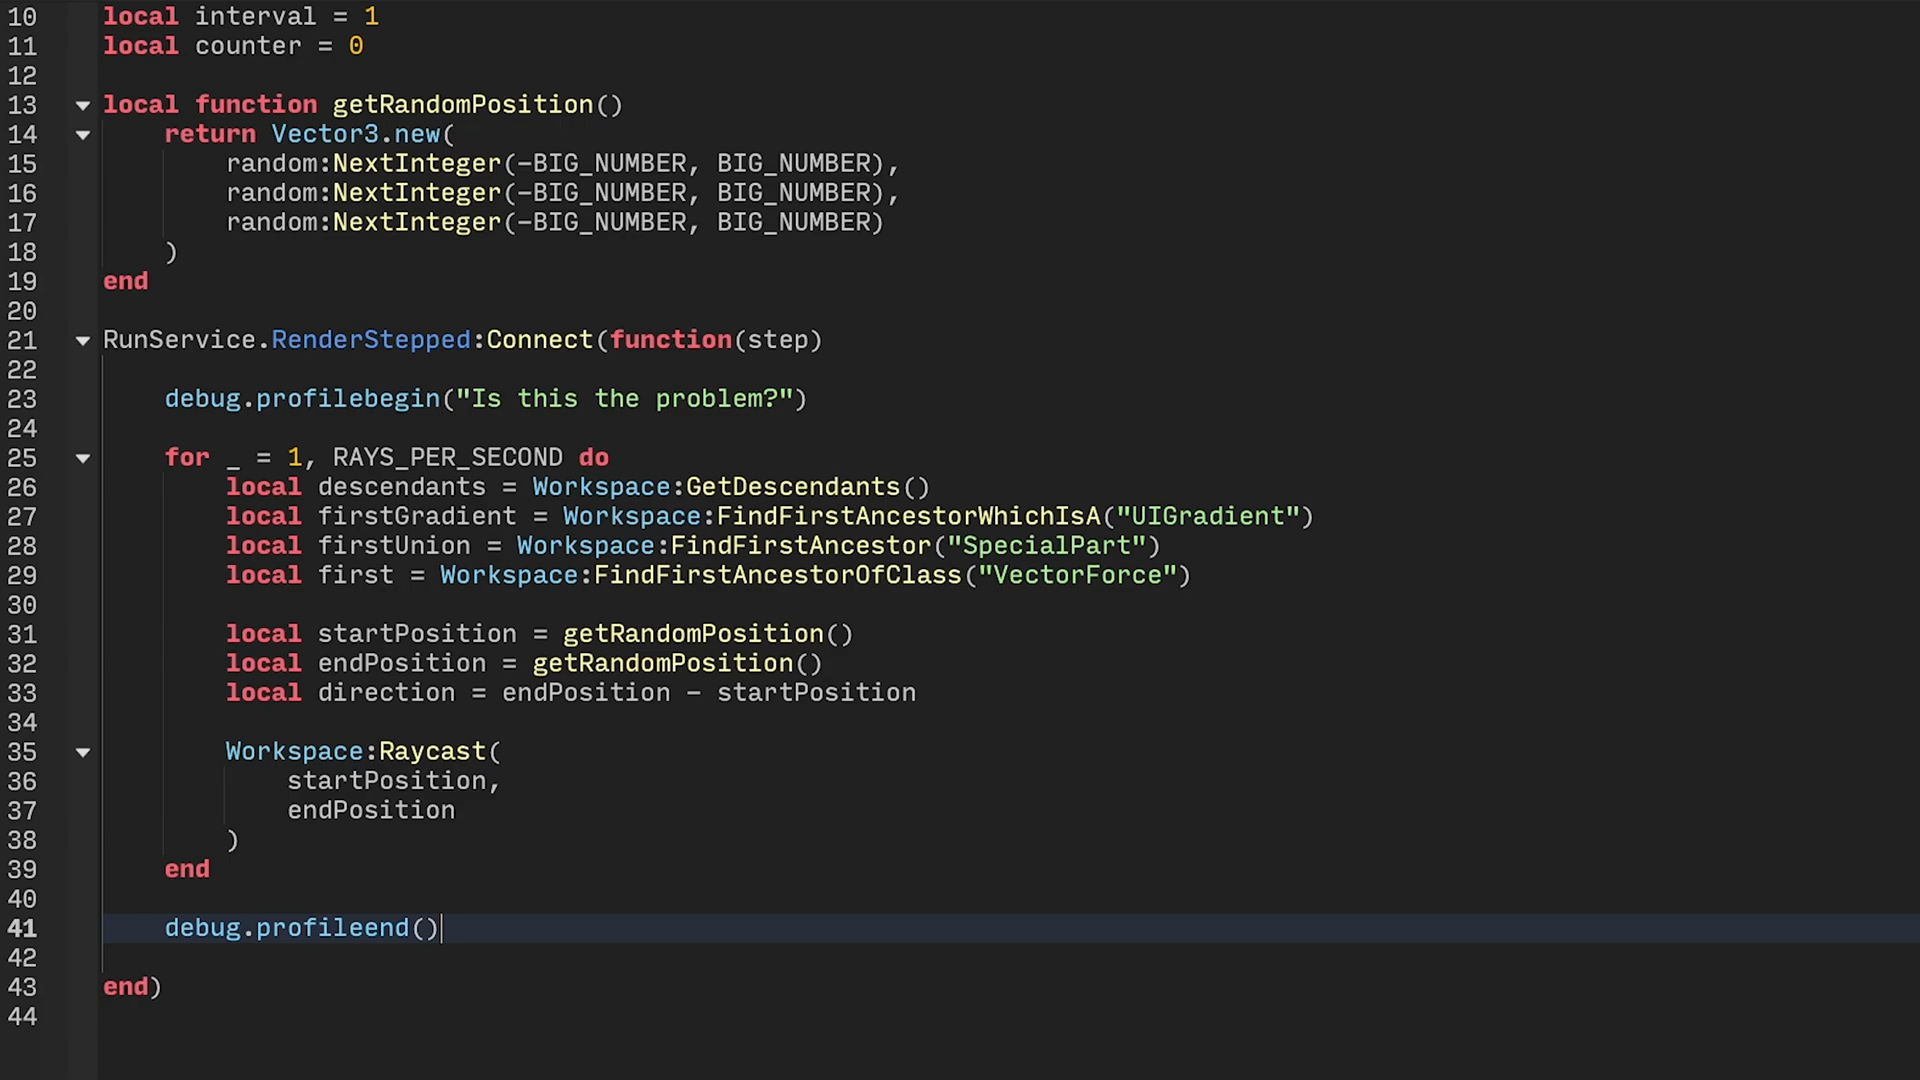 10 local interval = 1
11 local counter = 0
12
13 local function getRandomPosition()
14     return Vector3.new(
15         random:NextInteger(-BIG_NUMBER, BIG_NUMBER),
16         random:NextInteger(-BIG_NUMBER, BIG_NUMBER),
17         random:NextInteger(-BIG_NUMBER, BIG_NUMBER)
18     )
19 end
20
21 RunService.RenderStepped:Connect(function(step)
22
23     debug.profilebegin("Is this the problem?")
24
25     for _ = 1, RAYS_PER_SECOND do
26         local descendants = Workspace:GetDescendants()
27         local firstGradient = Workspace:FindFirstAncestorWhichIsA("UIGradient")
28         local firstUnion = Workspace:FindFirstAncestor("SpecialPart")
29         local first = Workspace:FindFirstAncestorOfClass("VectorForce")
30
31         local startPosition = getRandomPosition()
32         local endPosition = getRandomPosition()
33         local direction = endPosition - startPosition
34
35         Workspace:Raycast(
36             startPosition,
37             endPosition
38         )
39     end
40
41     debug.profileend()
42
43 end)
44